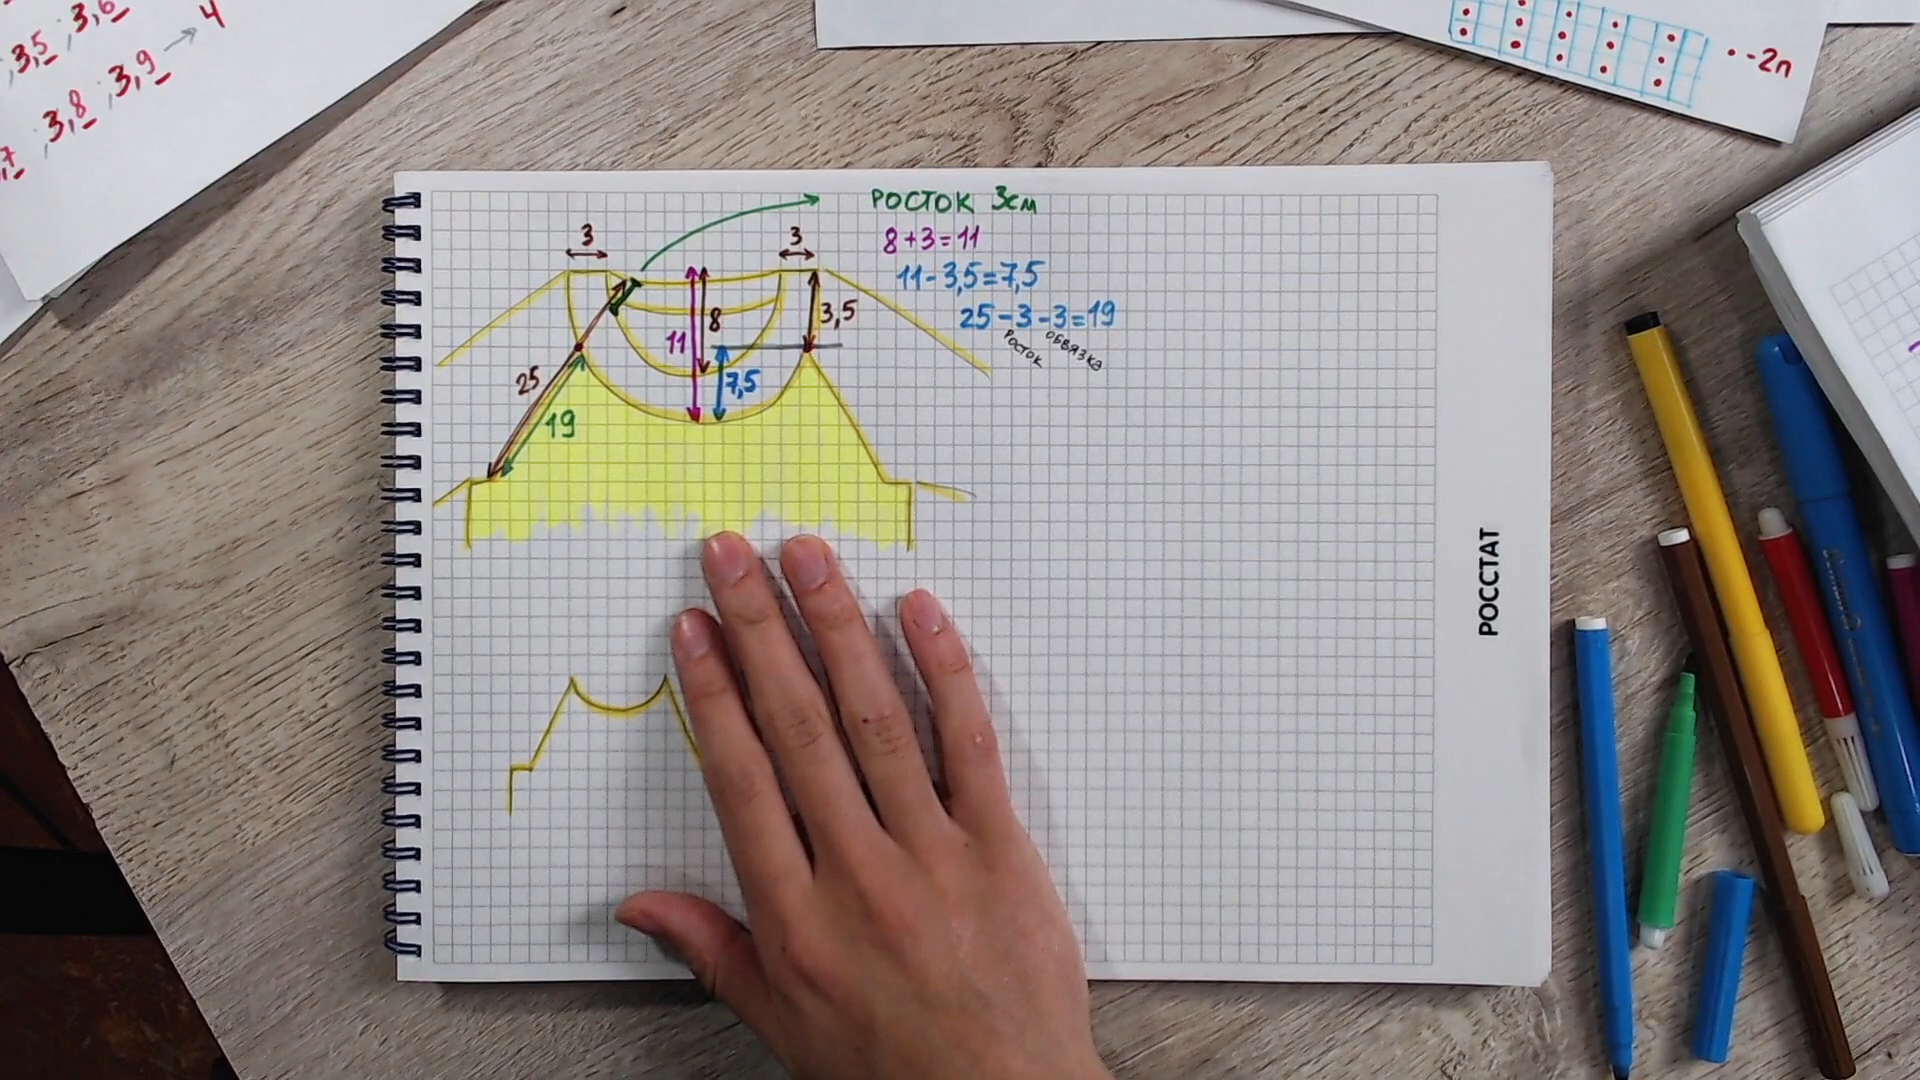 3,5 ; 3,6
; 3,8 ; 3,9 → 4
,7
- -2п
РОСТОК 3см
8+3=11
11-3,5=7,5
25-3-3=19
РОСТОК
ОБВЯЗКА
3
3
8
3,5
11
7,5
25
19
РОССТАТ